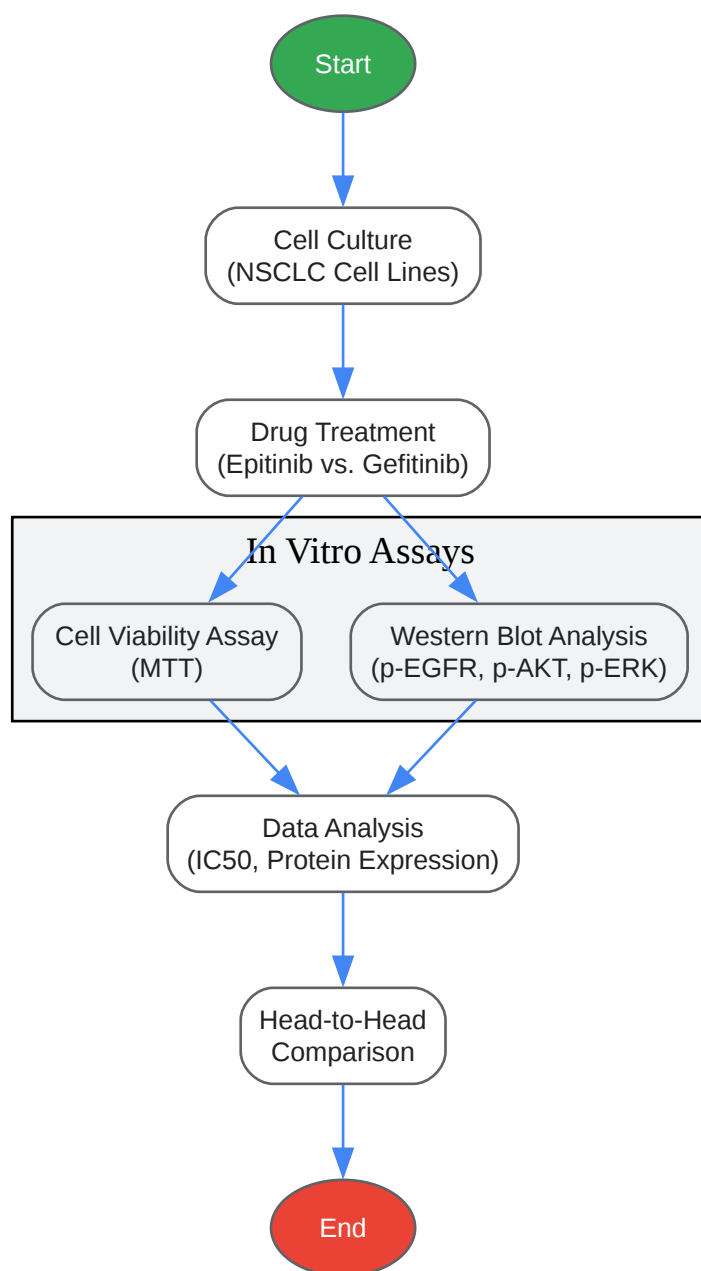 Start
Cell Culture
(NSCLC Cell Lines)
Drug Treatment
(Epitinib vs. Gefitinib)
In Vitro Assays
Cell Viability Assay
(MTT)
Western Blot Analysis
(p-EGFR, p-AKT, p-ERK)
Data Analysis
(IC50, Protein Expression)
Head-to-Head
Comparison
End